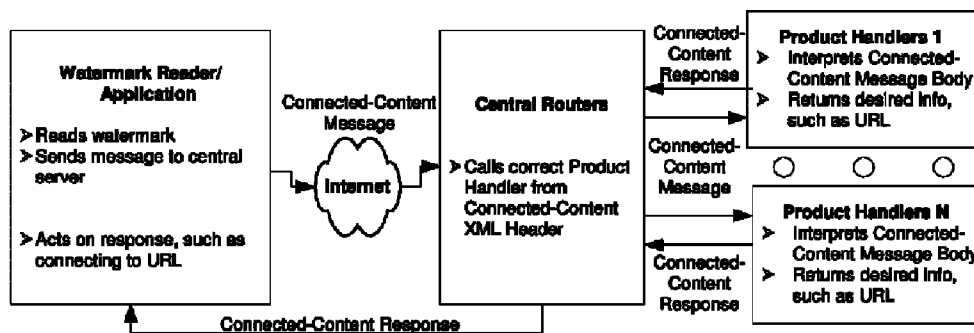 Watermark Reader/
Application
➤ Reads watermark
➤ Sends message to central
server
➤ Acts on response, such as
connecting to URL
Connected-Content
Message
Internet
Central Routers
➤ Calls correct Product
Handler from
Connected-Content
XML Header
Connected-
Content
Response
Connected-
Content
Message
Connected-
Content
Response
Product Handlers 1
➤ Interprets Connected-
Content Message Body
➤ Returns desired info,
such as URL
Product Handlers N
➤ Interprets Connected-
Content Message Body
➤ Returns desired info,
such as URL
Connected-Content Response